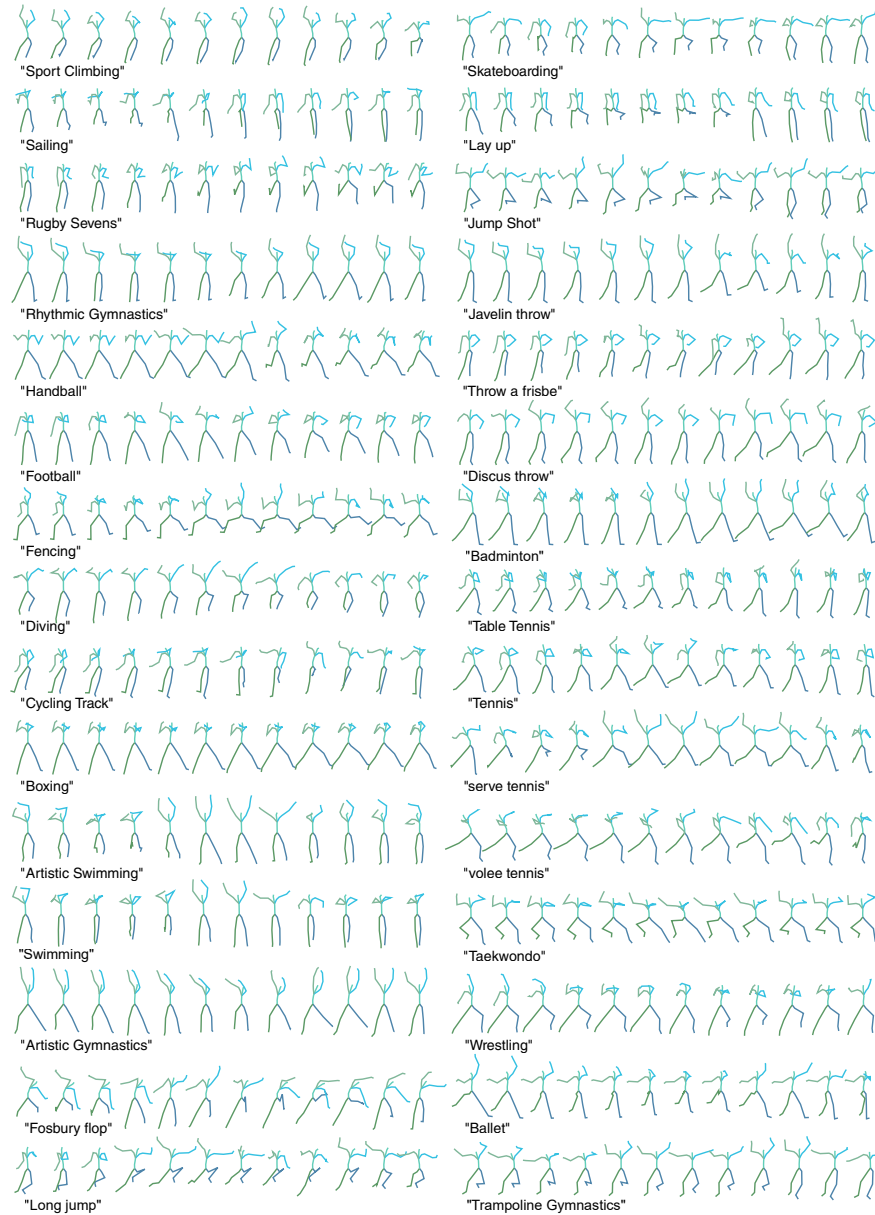 "Sport Climbing"
"Skateboarding"
"Sailing"
"Lay up"
"Rugby Sevens"
"Jump Shot"
"Rhythmic Gymnastics"
"Javelin throw"
"Handball"
"Throw a frisbe"
"Football"
"Discus throw"
"Fencing"
"Badminton"
"Diving"
"Table Tennis"
"Cycling Track"
"Tennis"
"Boxing"
"serve tennis"
"Artistic Swimming"
"volee tennis"
"Swimming"
"Taekwondo"
"Artistic Gymnastics"
"Wrestling"
"Fosbury flop"
"Ballet"
"Long jump"
"Trampoline Gymnastics"